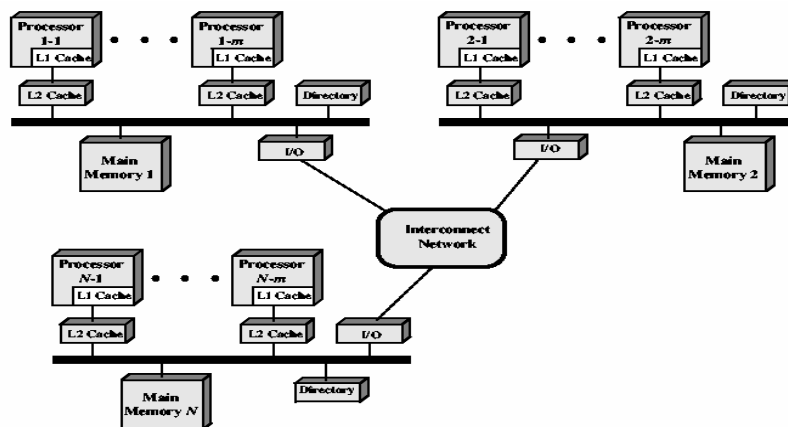 Processor
1-1
L1 Cache
Processor
1-m
L1 Cache
L2 Cache
L2 Cache
Directory
Main
Memory 1
I/O
Processor
2-1
L1 Cache
Processor
2-m
L1 Cache
L2 Cache
L2 Cache
Directory
I/O
Main
Memory 2
Interconnect
Network
Processor
N-1
L1 Cache
Processor
N-m
L1 Cache
L2 Cache
L2 Cache
I/O
Main
Memory N
Directory